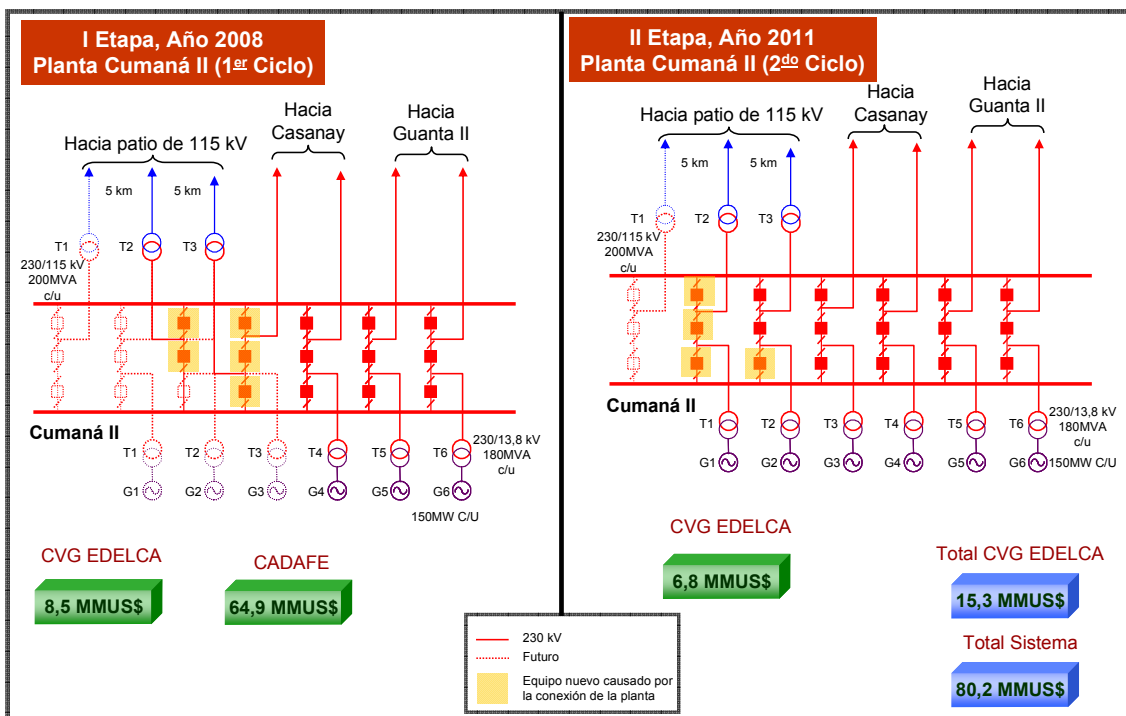 I Etapa, Año 2008
Planta Cumaná II (1er Ciclo)
Hacia patio de 115 kV
Hacia
Casanay
Hacia
Guanta II
5 km
5 km
T1
T2
T3
230/115 kV
200MVA
c/u
Cumaná II
T1
T2
T3
T4
T5
T6
230/13,8 kV
180MVA
c/u
G1
G2
G3
G4
G5
G6
150MW C/U
CVG EDELCA
8,5 MMUS$
CADAFE
64,9 MMUS$
II Etapa, Año 2011
Planta Cumaná II (2do Ciclo)
Hacia patio de 115 kV
Hacia
Casanay
Hacia
Guanta II
5 km
5 km
T1
T2
T3
230/115 kV
200MVA
c/u
Cumaná II
T1
T2
T3
T4
T5
T6
230/13,8 kV
180MVA
c/u
G1
G2
G3
G4
G5
G6
150MW C/U
CVG EDELCA
6,8 MMUS$
Total CVG EDELCA
15,3 MMUS$
Total Sistema
80,2 MMUS$
230 kV
Futuro
Equipo nuevo causado por
la conexión de la planta